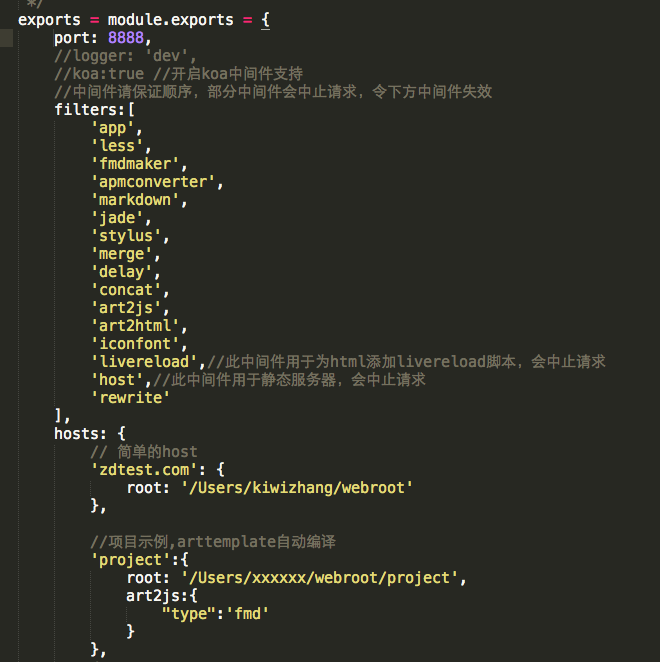 */
exports = module.exports = {
port: 8888,
//logger: 'dev',
//koa:true //开启koa中间件支持
//中间件请保证顺序，部分中间件会中止请求，令下方中间件失效
filters:[
'app',
'less',
'fmdmaker',
'apmconverter',
'markdown',
'jade',
'stylus',
'merge',
'delay',
'concat',
'art2js',
'art2html',
'iconfont',
'livereload',//此中间件用于为html添加livereload脚本，会中止请求
'host',//此中间件用于静态服务器，会中止请求
'rewrite'
],
hosts: {
// 简单的host
'zdtest.com': {
root: '/Users/kiwizhang/webroot'
},
//项目示例,arttemplate自动编译
'project':{
root: '/Users/xxxxxx/webroot/project',
art2js:{
"type":'fmd'
}
},